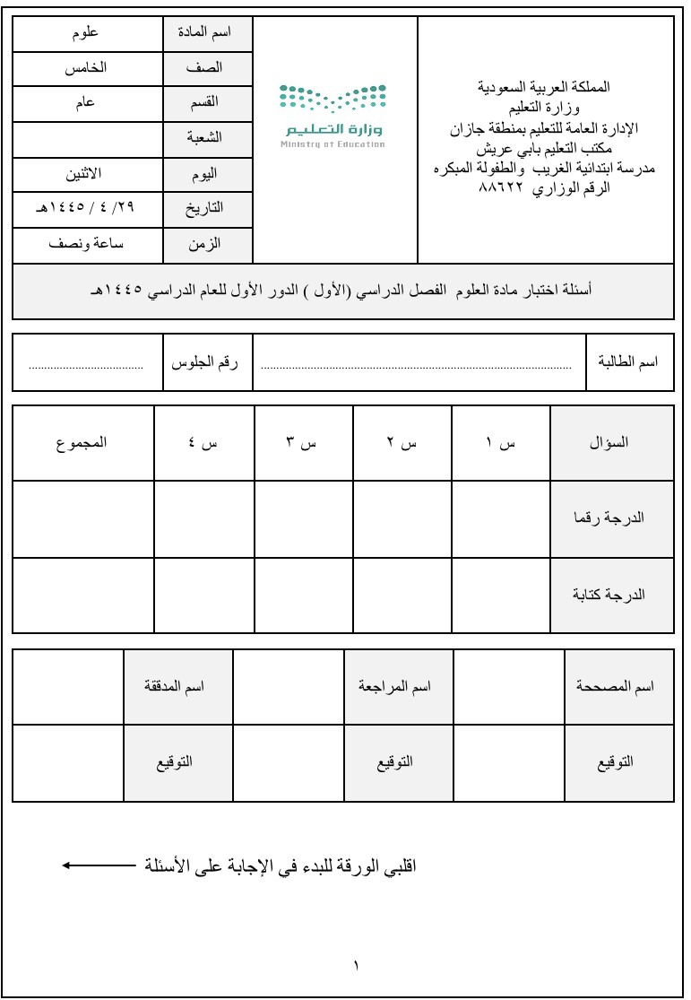 المملكة العربية السعودية
وزارة التعليم
الإدارة العامة للتعليم بمنطقة جازان
مكتب التعليم بابي عريش
مدرسة ابتدائية الغريب والطفولة المبكره
الرقم الوزاري ٨٨٦٢٢
وزارة التعليم
Ministry of Education
اسم المادة علوم
الصف الخامس
القسم عام
الشعبة
اليوم الاثنين
التاريخ ٢٩/ ٤ / ١٤٤٥هـ
الزمن ساعة ونصف
أسئلة اختبار مادة العلوم الفصل الدراسي (الأول ) الدور الأول للعام الدراسي ١٤٤٥هـ
اسم الطالبة ........................................ رقم الجلوس ....................................
السؤال س ١ س ٢ س ٣ س ٤ المجموع
الدرجة رقما
الدرجة كتابة
اسم المصححة اسم المراجعة اسم المدققة
التوقيع التوقيع التوقيع
اقلبي الورقة للبدء في الإجابة على الأسئلة
١